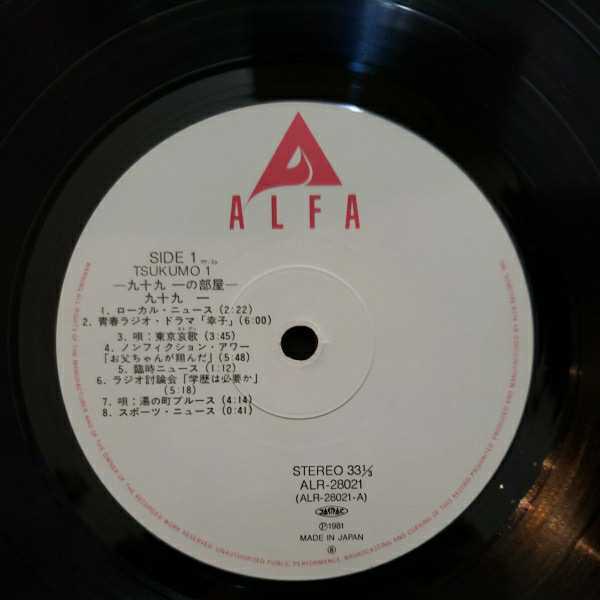 ALFA
SIDE 1
TSUKUMO 1
―九十九 一の部屋―
九十九 一
1. ローカル・ニュース (2:22)
2. 青春ラジオ・ドラマ「幸子」(6:00)
3. 唄：東京哀歌 (3:45)
4. ノンフィクション・アワー
「お父ちゃんが翔んだ」(5:48)
5. 臨時ニュース (1:12)
6. ラジオ討論会「学歴は必要か」
(5:18)
7. 唄：湯の町ブルース (4:14)
8. スポーツ・ニュース (0:41)
STEREO 33⅓
ALR-28021
(ALR-28021-A)
JASRAC
Ⓟ1981
MADE IN JAPAN